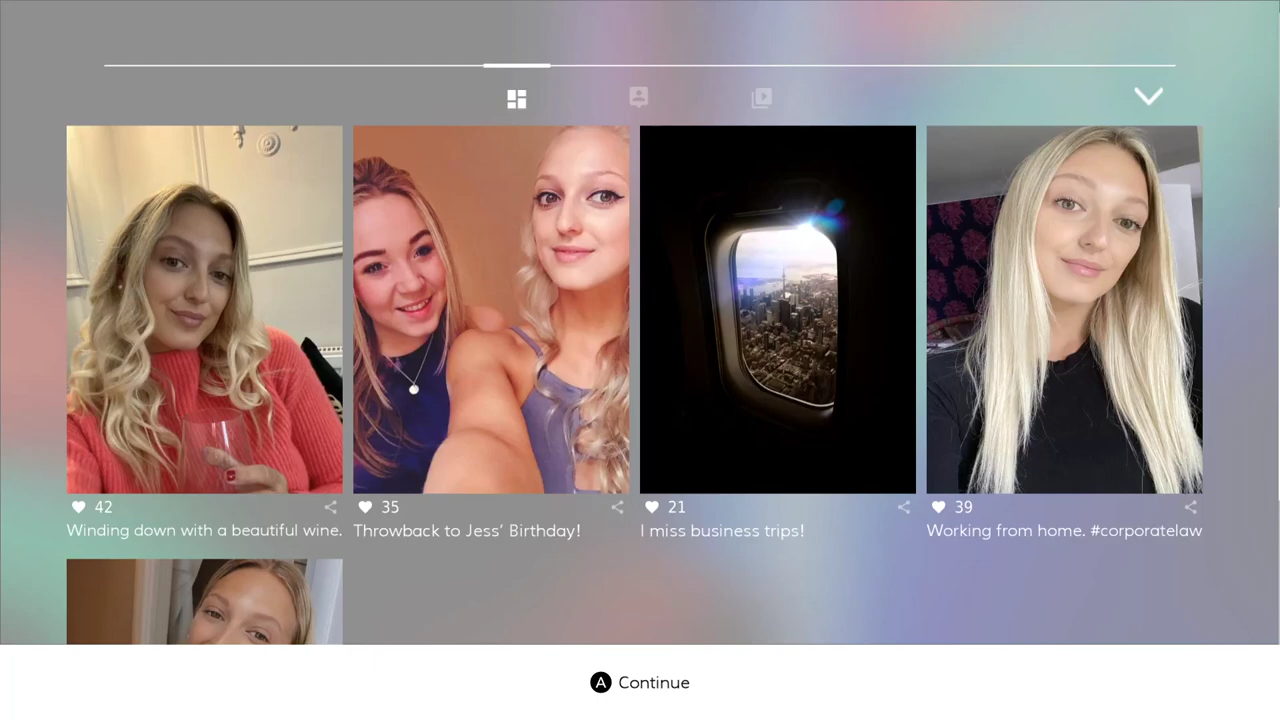 42
Winding down with a beautiful wine.
35
Throwback to Jess’ Birthday!
21
I miss business trips!
39
Working from home. #corporatelaw
A Continue